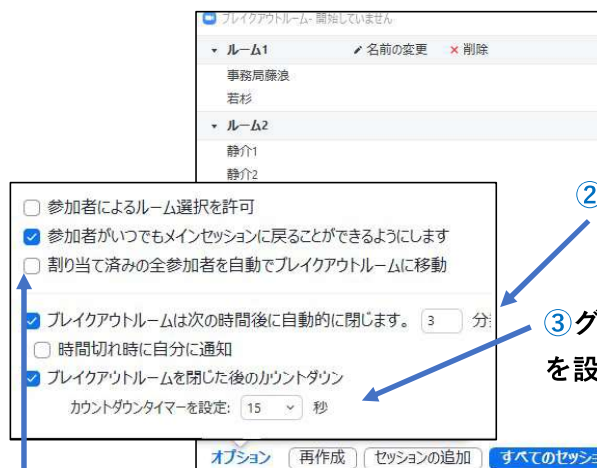 ブレイクアウトルーム- 開始していません
ルーム1 名前の変更 × 削除
事務局藤浪
若杉
ルーム2
静介1
静介2
参加者によるルーム選択を許可
参加者がいつでもメインセッションに戻ることができるようにします
割り当て済みの全参加者を自動でブレイクアウトルームに移動
ブレイクアウトルームは次の時間後に自動的に閉じます。 3 分
時間切れ時に自分に通知
ブレイクアウトルームを閉じた後のカウントダウン
カウントダウンタイマーを設定: 15 秒
②
③グ
を設
オプション 再作成 セッションの追加 すべてのセッショ